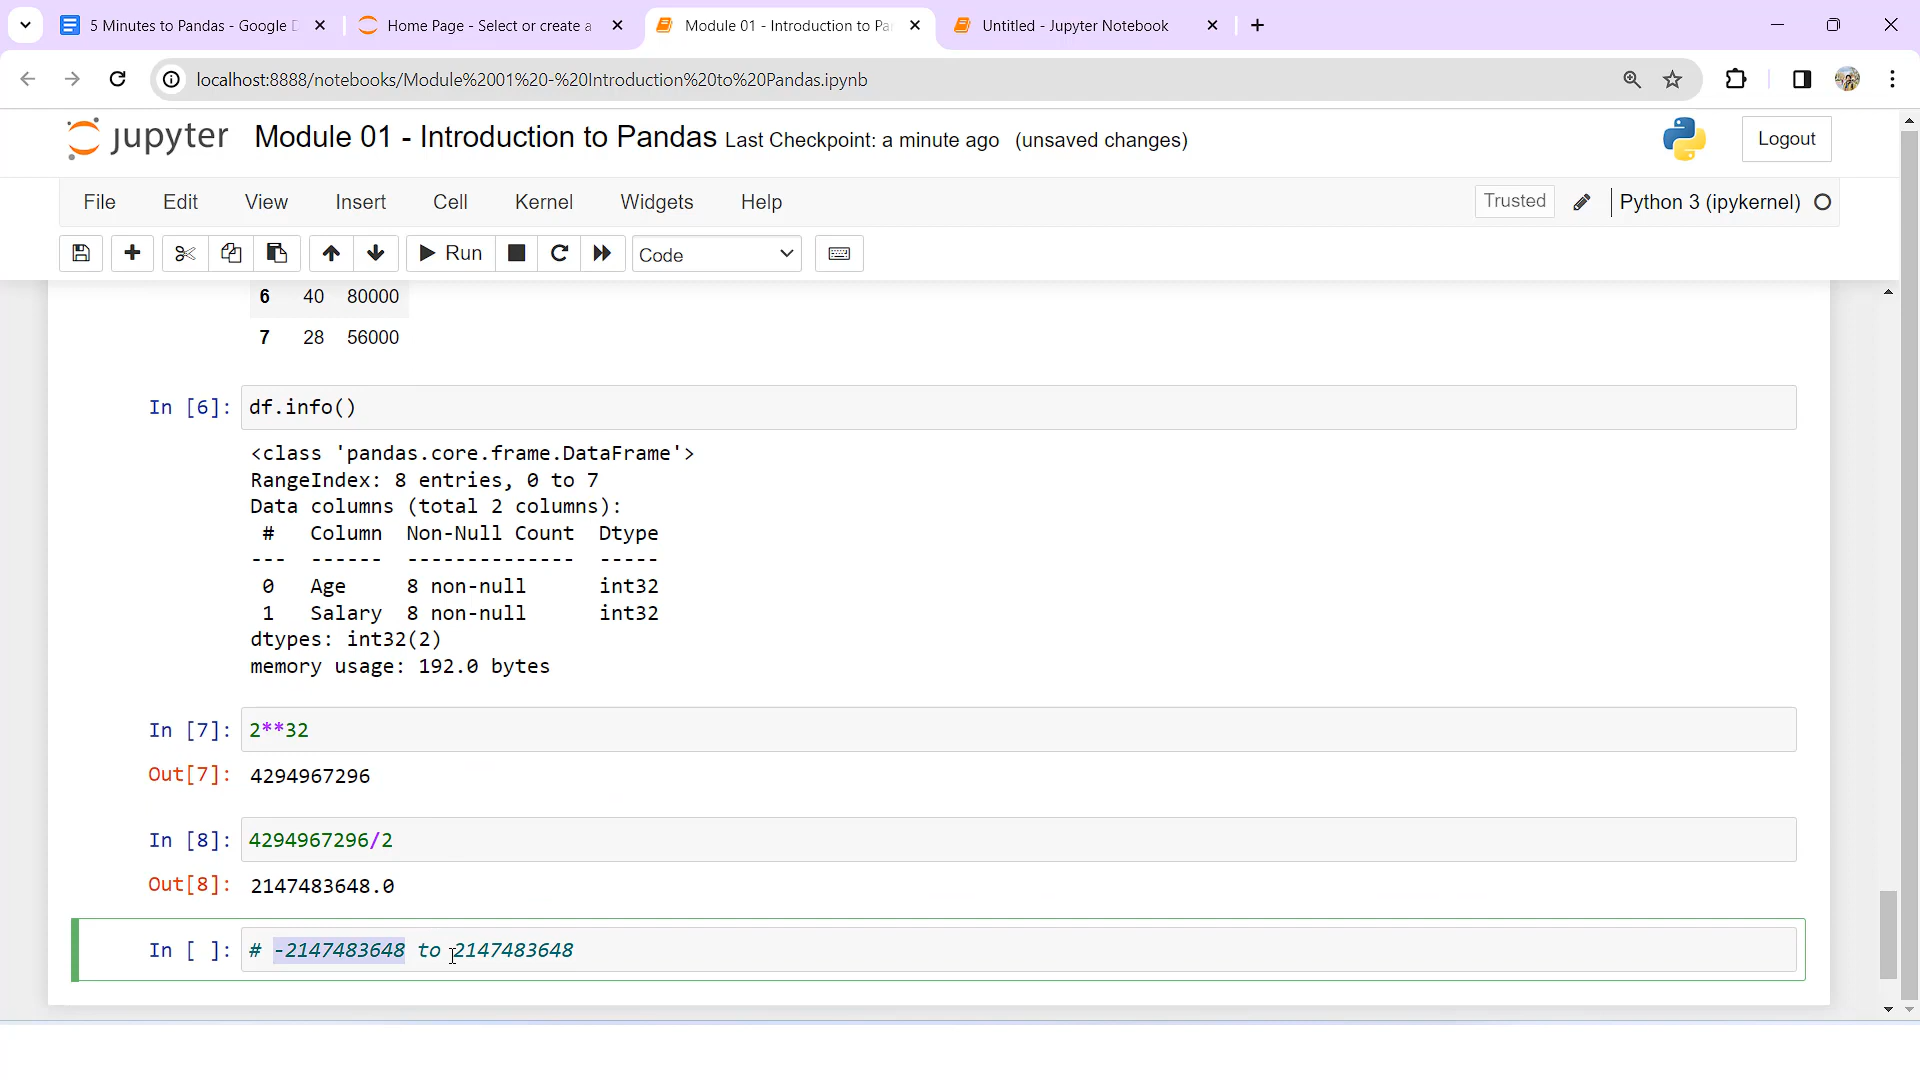 5 Minutes to Pandas - Google D
Home Page - Select or create a
Module 01 - Introduction to Pan
Untitled - Jupyter Notebook
localhost:8888/notebooks/Module%2001%20-%20Introduction%20to%20Pandas.ipynb
jupyter Module 01 - Introduction to Pandas Last Checkpoint: a minute ago (unsaved changes)
Logout
File Edit View Insert Cell Kernel Widgets Help
Trusted
Python 3 (ipykernel)
Run
Code
6 40 80000
7 28 56000
In [6]: df.info()
<class 'pandas.core.frame.DataFrame'>
RangeIndex: 8 entries, 0 to 7
Data columns (total 2 columns):
# Column Non-Null Count Dtype
--- ------ -------------- -----
0 Age 8 non-null int32
1 Salary 8 non-null int32
dtypes: int32(2)
memory usage: 192.0 bytes
In [7]: 2**32
Out[7]: 4294967296
In [8]: 4294967296/2
Out[8]: 2147483648.0
In [ ]: # -2147483648 to 2147483648